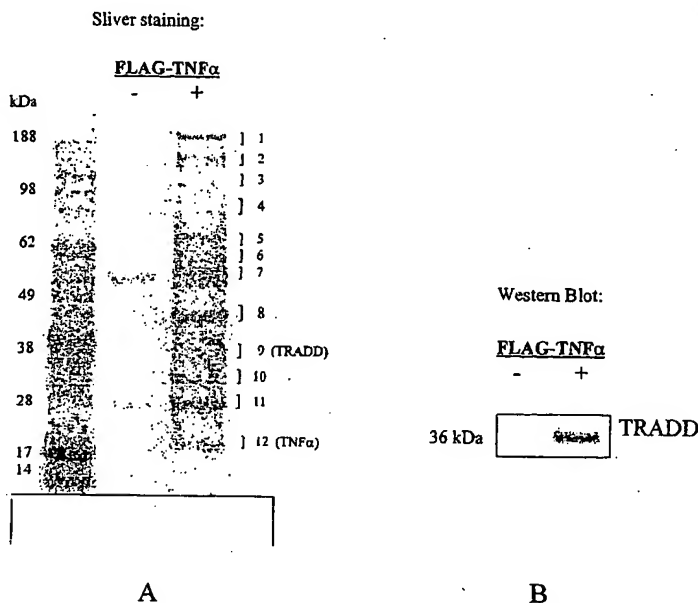 Sliver staining:
FLAG-TNFα
- +
kDa
188
98
62
49
38
28
17
14
] 1
] 2
] 3
] 4
] 5
] 6
] 7
] 8
] 9 (TRADD)
] 10
] 11
] 12 (TNFα)
A
Western Blot:
FLAG-TNFα
- +
36 kDa
TRADD
B